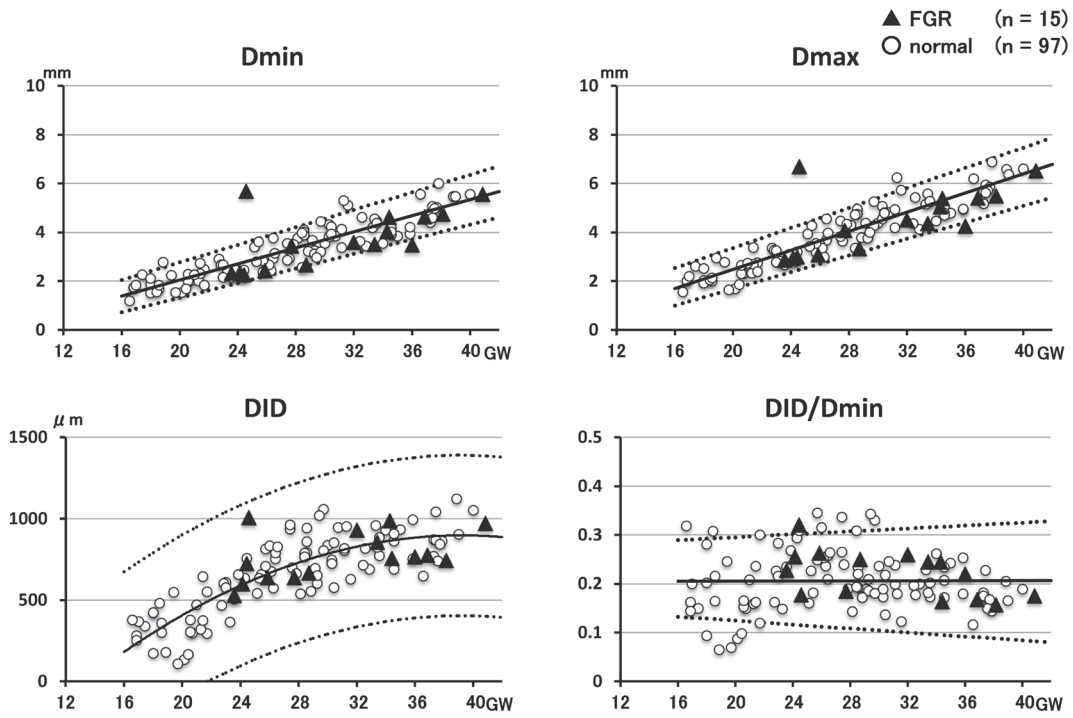 ▲ FGR (n = 15)
○ normal (n = 97)
Dmin
mm
10
8
6
4
2
0
12 16 20 24 28 32 36 40 GW
Dmax
mm
10
8
6
4
2
0
12 16 20 24 28 32 36 40 GW
DID
μm
1500
1000
500
0
12 16 20 24 28 32 36 40 GW
DID/Dmin
0.5
0.4
0.3
0.2
0.1
0
12 16 20 24 28 32 36 40 GW